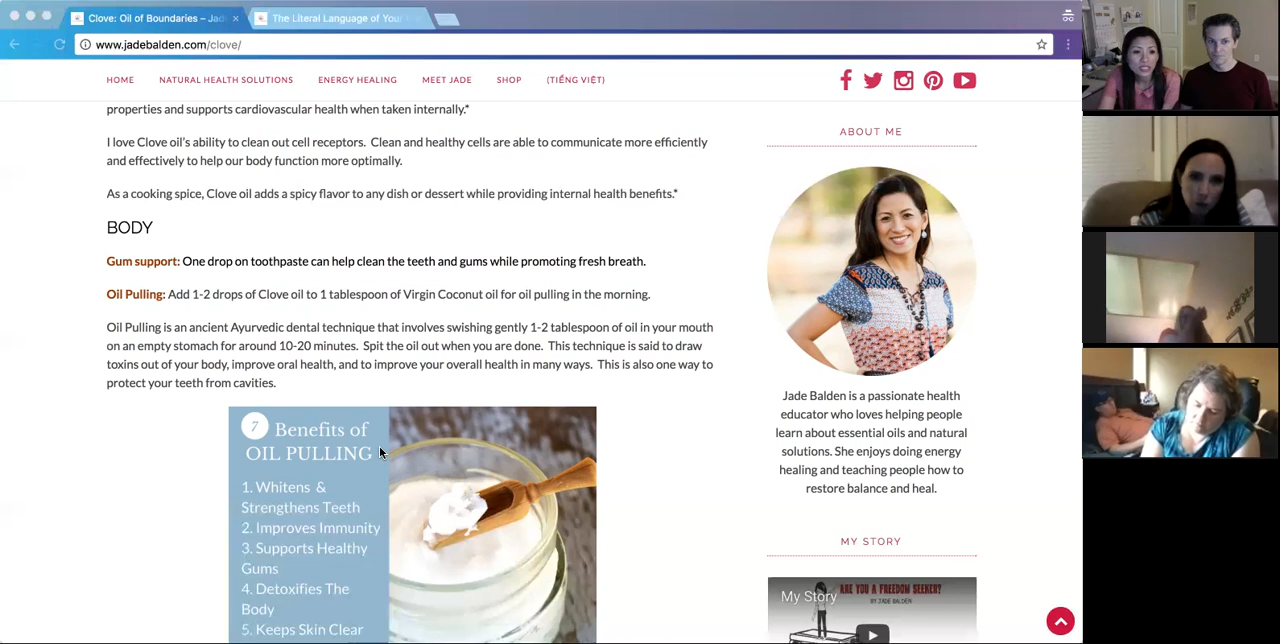 Clove: Oil of Boundaries – Jad
The Literal Language of Your
www.jadebalden.com/clove/
HOME NATURAL HEALTH SOLUTIONS ENERGY HEALING MEET JADE SHOP (TIẾNG VIỆT)
properties and supports cardiovascular health when taken internally.*
I love Clove oil's ability to clean out cell receptors. Clean and healthy cells are able to communicate more efficiently
and effectively to help our body function more optimally.
As a cooking spice, Clove oil adds a spicy flavor to any dish or dessert while providing internal health benefits.*
BODY
Gum support: One drop on toothpaste can help clean the teeth and gums while promoting fresh breath.
Oil Pulling: Add 1-2 drops of Clove oil to 1 tablespoon of Virgin Coconut oil for oil pulling in the morning.
Oil Pulling is an ancient Ayurvedic dental technique that involves swishing gently 1-2 tablespoon of oil in your mouth
on an empty stomach for around 10-20 minutes. Spit the oil out when you are done. This technique is said to draw
toxins out of your body, improve oral health, and to improve your overall health in many ways. This is also one way to
protect your teeth from cavities.
7 Benefits of
OIL PULLING
1. Whitens &
Strengthens Teeth
2. Improves Immunity
3. Supports Healthy
Gums
4. Detoxifies The
Body
5. Keeps Skin Clear
ABOUT ME
Jade Balden is a passionate health
educator who loves helping people
learn about essential oils and natural
solutions. She enjoys doing energy
healing and teaching people how to
restore balance and heal.
MY STORY
My Story
ARE YOU A FREEDOM SEEKER?
BY JADE BALDEN